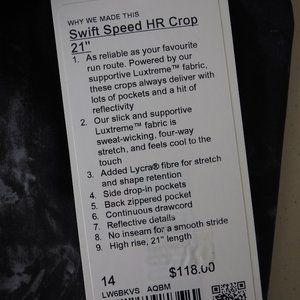 WHY WE MADE THIS
Swift Speed HR Crop
21"
1. As reliable as your favourite
run route. Powered by our
supportive Luxtreme™ fabric,
these crops always deliver with
lots of pockets and a hit of
reflectivity
2. Our slick and supportive
Luxtreme™ fabric is
sweat-wicking, four-way
stretch, and feels cool to the
touch
3. Added Lycra® fibre for stretch
and shape retention
4. Side drop-in pockets
5. Back zippered pocket
6. Continuous drawcord
7. Reflective details
8. No inseam for a smooth stride
9. High rise, 21" length
14
$118.00
LW6BKVS AQBM